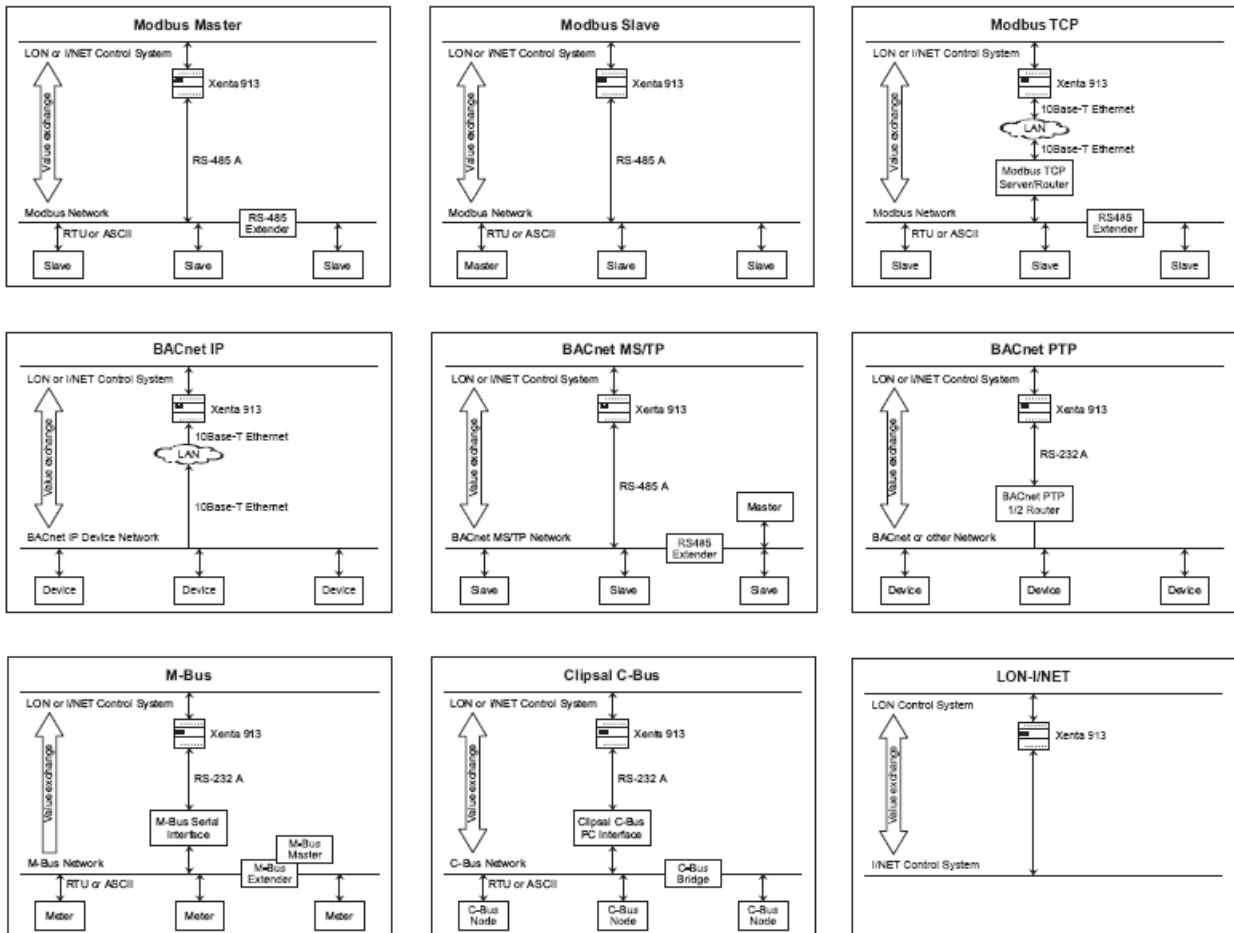 Modbus Master
LON or I/NET Control System
Xenta 913
Value exchange
RS-485 A
Modbus Network
RS-485
Extender
RTU or ASCII
Slave
Slave
Slave
Modbus Slave
LON or I/NET Control System
Xenta 913
Value exchange
RS-485 A
Modbus Network
RTU or ASCII
Master
Slave
Slave
Modbus TCP
LON or I/NET Control System
Xenta 913
10Base-T Ethernet
LAN
Value exchange
10Base-T Ethernet
Modbus TCP
Server/Router
Modbus Network
RS485
Extender
RTU or ASCII
Slave
Slave
Slave
BACnet IP
LON or I/NET Control System
Xenta 913
10Base-T Ethernet
LAN
Value exchange
10Base-T Ethernet
BACnet IP Device Network
Device
Device
Device
BACnet MS/TP
LON or I/NET Control System
Xenta 913
Value exchange
RS-485 A
Master
BACnet MS/TP Network
RS485
Extender
Slave
Slave
Slave
BACnet PTP
LON or I/NET Control System
Xenta 913
Value exchange
RS-232 A
BACnet PTP
1/2 Router
BACnet or other Network
Device
Device
Device
M-Bus
LON or I/NET Control System
Xenta 913
Value exchange
RS-232 A
M-Bus Serial
Interface
M-Bus
Master
M-Bus Network
M-Bus
Extender
RTU or ASCII
Meter
Meter
Meter
Clipsal C-Bus
LON or I/NET Control System
Xenta 913
Value exchange
RS-232 A
Clipsal C-Bus
PC Interface
C-Bus Network
C-Bus
Bridge
RTU or ASCII
C-Bus
Node
C-Bus
Node
C-Bus
Node
LON-I/NET
LON Control System
Xenta 913
Value exchange
I/NET Control System